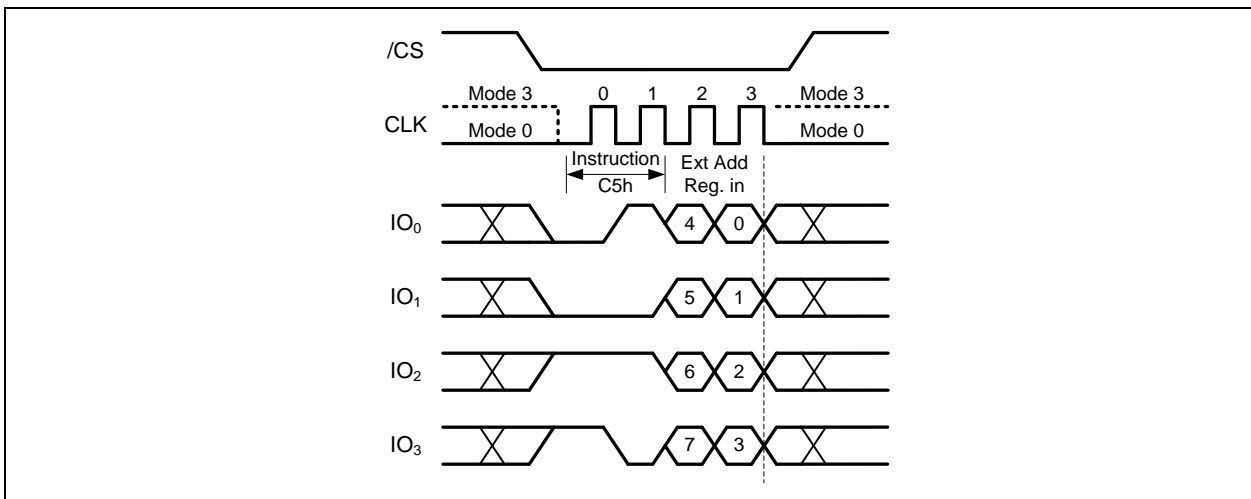 /CS
Mode 3 0 1 2 3 Mode 3
CLK
Mode 0 Mode 0
Instruction Ext Add
C5h Reg. in
IO₀ 4 0
IO₁ 5 1
IO₂ 6 2
IO₃ 7 3